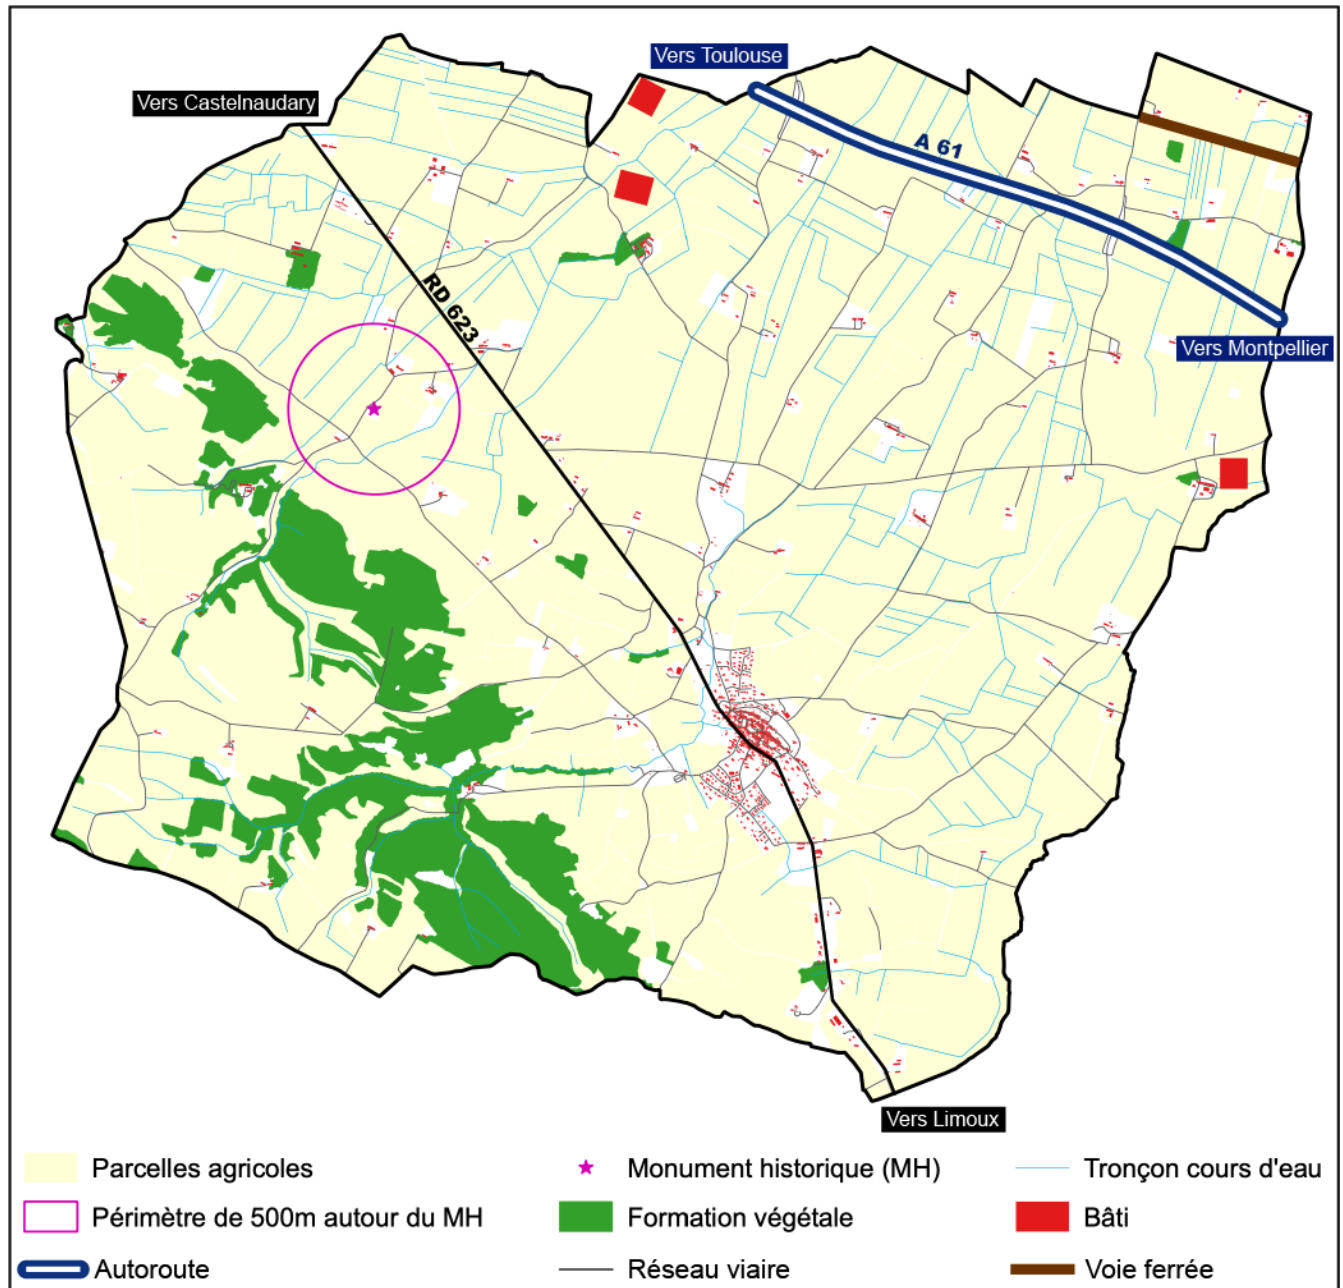 Vers Toulouse
Vers Castelnaudary
A 61
RD 623
Vers Montpellier
Vers Limoux
Parcelles agricoles
Monument historique (MH)
Tronçon cours d'eau
Périmètre de 500m autour du MH
Formation végétale
Bâti
Autoroute
Réseau viaire
Voie ferrée